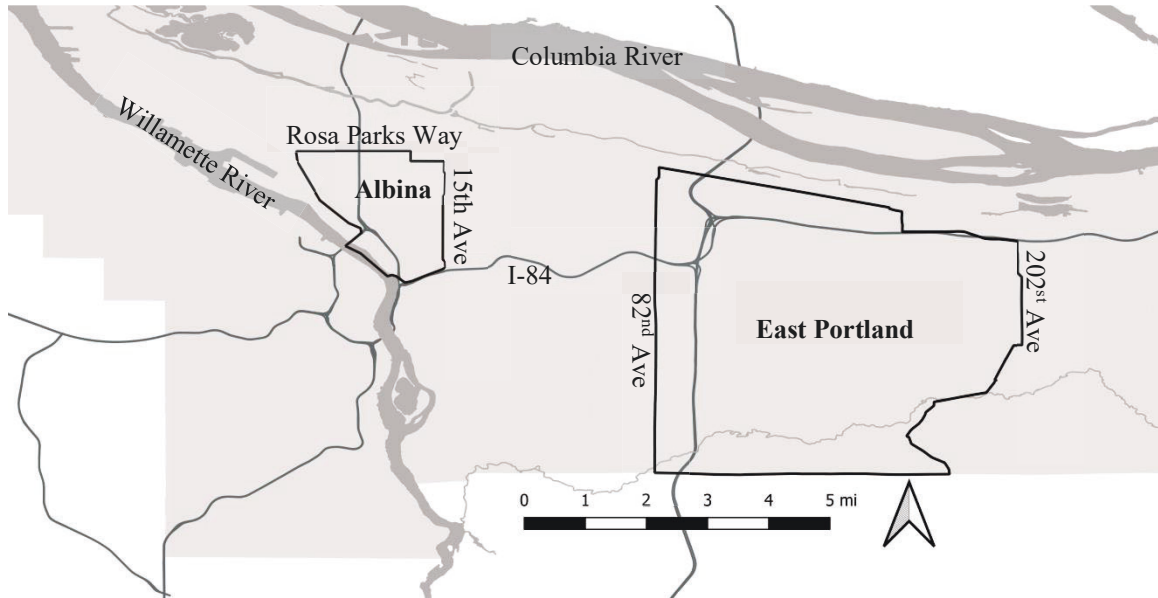 Columbia River
Willamette River
Rosa Parks Way
Albina
15th Ave
I-84
82nd Ave
East Portland
202st Ave
0 1 2 3 4 5 mi